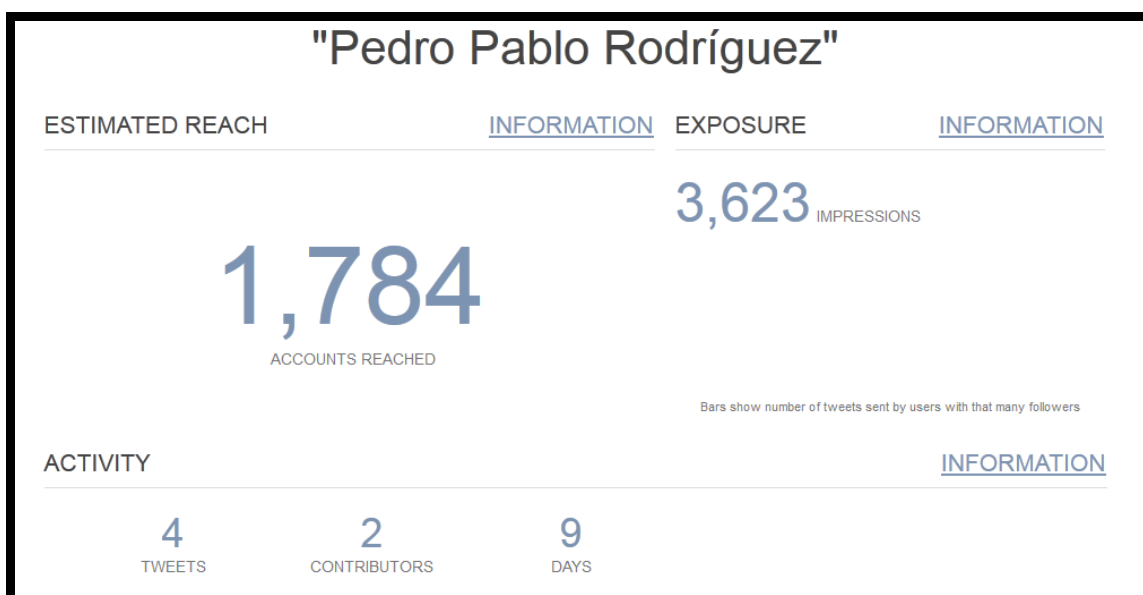 "Pedro Pablo Rodríguez"
ESTIMATED REACH INFORMATION
EXPOSURE INFORMATION
3,623 IMPRESSIONS
1,784
ACCOUNTS REACHED
Bars show number of tweets sent by users with that many followers
ACTIVITY INFORMATION
4 2 9
TWEETS CONTRIBUTORS DAYS